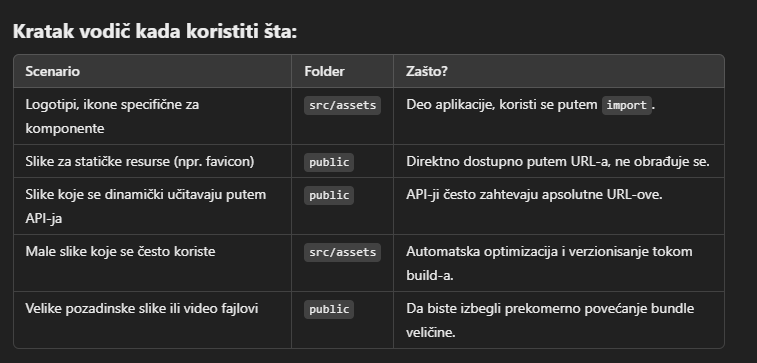 Kratak vodič kada koristiti šta:
Scenario Folder Zašto?
Logotipi, ikone specifične za komponente src/assets Deo aplikacije, koristi se putem import.
Slike za statičke resurse (npr. favicon) public Direktno dostupno putem URL-a, ne obrađuje se.
Slike koje se dinamički učitavaju putem API-ja public API-ji često zahtevaju apsolutne URL-ove.
Male slike koje se često koriste src/assets Automatska optimizacija i verzionisanje tokom build-a.
Velike pozadinske slike ili video fajlovi public Da biste izbegli prekomerno povećanje bundle veličine.